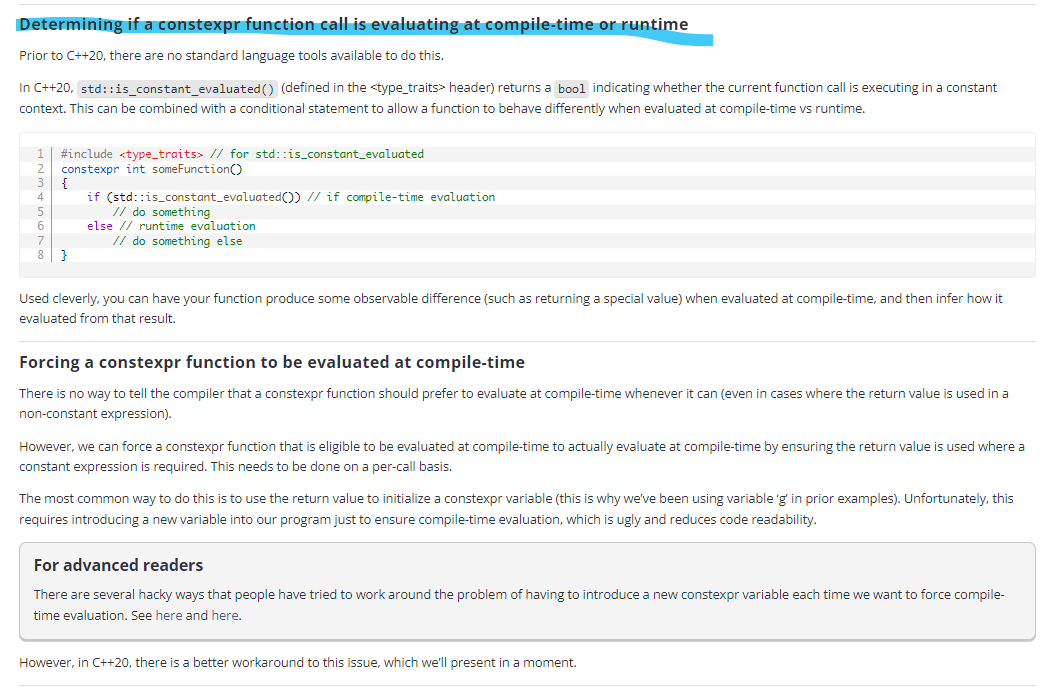 Determining if a constexpr function call is evaluating at compile-time or runtime
Prior to C++20, there are no standard language tools available to do this.
In C++20, std::is_constant_evaluated() (defined in the <type_traits> header) returns a bool indicating whether the current function call is executing in a constant
context. This can be combined with a conditional statement to allow a function to behave differently when evaluated at compile-time vs runtime.
1 #include <type_traits> // for std::is_constant_evaluated
2 constexpr int someFunction()
3 {
4     if (std::is_constant_evaluated()) // if compile-time evaluation
5         // do something
6     else // runtime evaluation
7         // do something else
8 }
Used cleverly, you can have your function produce some observable difference (such as returning a special value) when evaluated at compile-time, and then infer how it
evaluated from that result.
Forcing a constexpr function to be evaluated at compile-time
There is no way to tell the compiler that a constexpr function should prefer to evaluate at compile-time whenever it can (even in cases where the return value is used in a
non-constant expression).
However, we can force a constexpr function that is eligible to be evaluated at compile-time to actually evaluate at compile-time by ensuring the return value is used where a
constant expression is required. This needs to be done on a per-call basis.
The most common way to do this is to use the return value to initialize a constexpr variable (this is why we’ve been using variable ‘g’ in prior examples). Unfortunately, this
requires introducing a new variable into our program just to ensure compile-time evaluation, which is ugly and reduces code readability.
For advanced readers
There are several hacky ways that people have tried to work around the problem of having to introduce a new constexpr variable each time we want to force compile-
time evaluation. See here and here.
However, in C++20, there is a better workaround to this issue, which we’ll present in a moment.